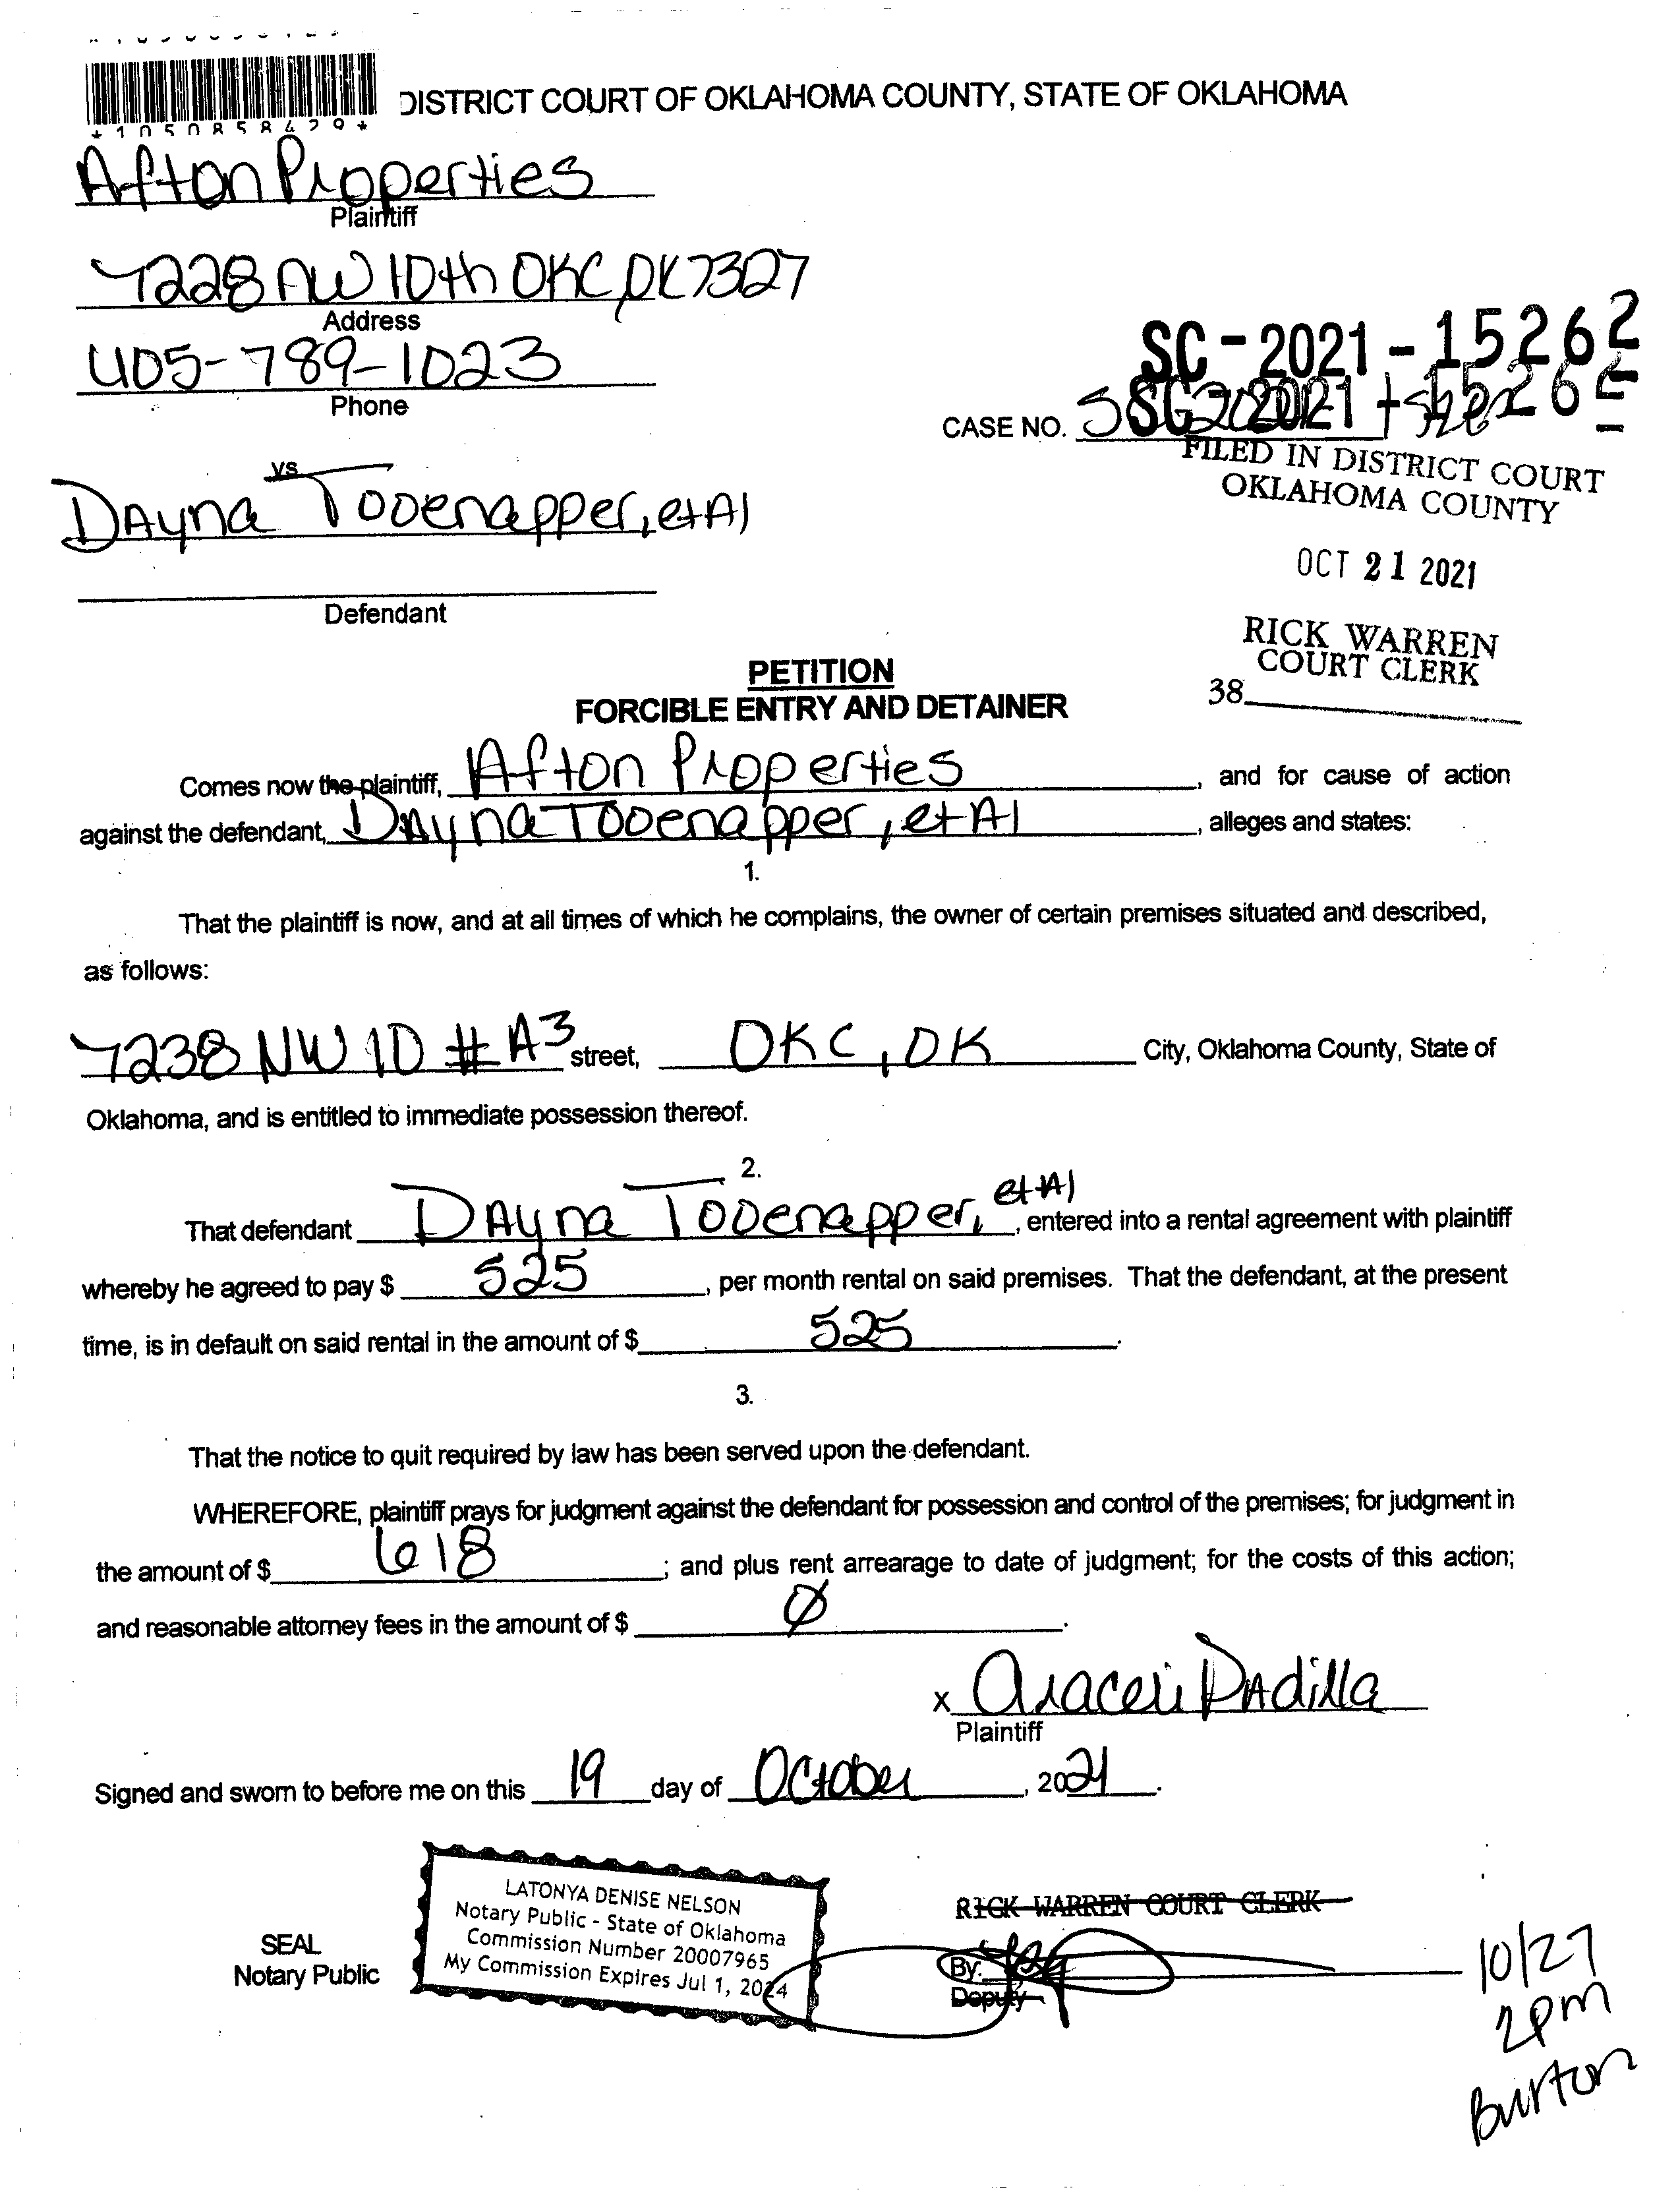 *1050858429*
DISTRICT COURT OF OKLAHOMA COUNTY, STATE OF OKLAHOMA
Afton Properties
Plaintiff
7228 NW 10th OKC, OK 7327
Address
405-789-1023
Phone
SC-2021-15262
CASE NO. SC-2021-15262
FILED IN DISTRICT COURT
OKLAHOMA COUNTY
vs
Dayna Tooenapper, et Al
OCT 21 2021
Defendant
RICK WARREN
COURT CLERK
38
PETITION
FORCIBLE ENTRY AND DETAINER
Comes now the plaintiff, Afton Properties, and for cause of action
against the defendant, Dayna Tooenapper, et Al, alleges and states:
1.
That the plaintiff is now, and at all times of which he complains, the owner of certain premises situated and described,
as follows:
7238 NW 10 # A3 street, OKC, OK City, Oklahoma County, State of
Oklahoma, and is entitled to immediate possession thereof.
2.
That defendant Dayna Tooenapper, et Al, entered into a rental agreement with plaintiff
whereby he agreed to pay $ 525, per month rental on said premises. That the defendant, at the present
time, is in default on said rental in the amount of $ 525.
3.
That the notice to quit required by law has been served upon the defendant.
WHEREFORE, plaintiff prays for judgment against the defendant for possession and control of the premises; for judgment in
the amount of $ 618; and plus rent arrearage to date of judgment; for the costs of this action;
and reasonable attorney fees in the amount of $ Ø.
x Araceli Padilla
Plaintiff
Signed and sworn to before me on this 19 day of October, 2021.
LATONYA DENISE NELSON
Notary Public - State of Oklahoma
Commission Number 20007965
My Commission Expires Jul 1, 2024
SEAL
Notary Public
RICK WARREN COURT CLERK
By:
Deputy
10/27
2pm
Burton